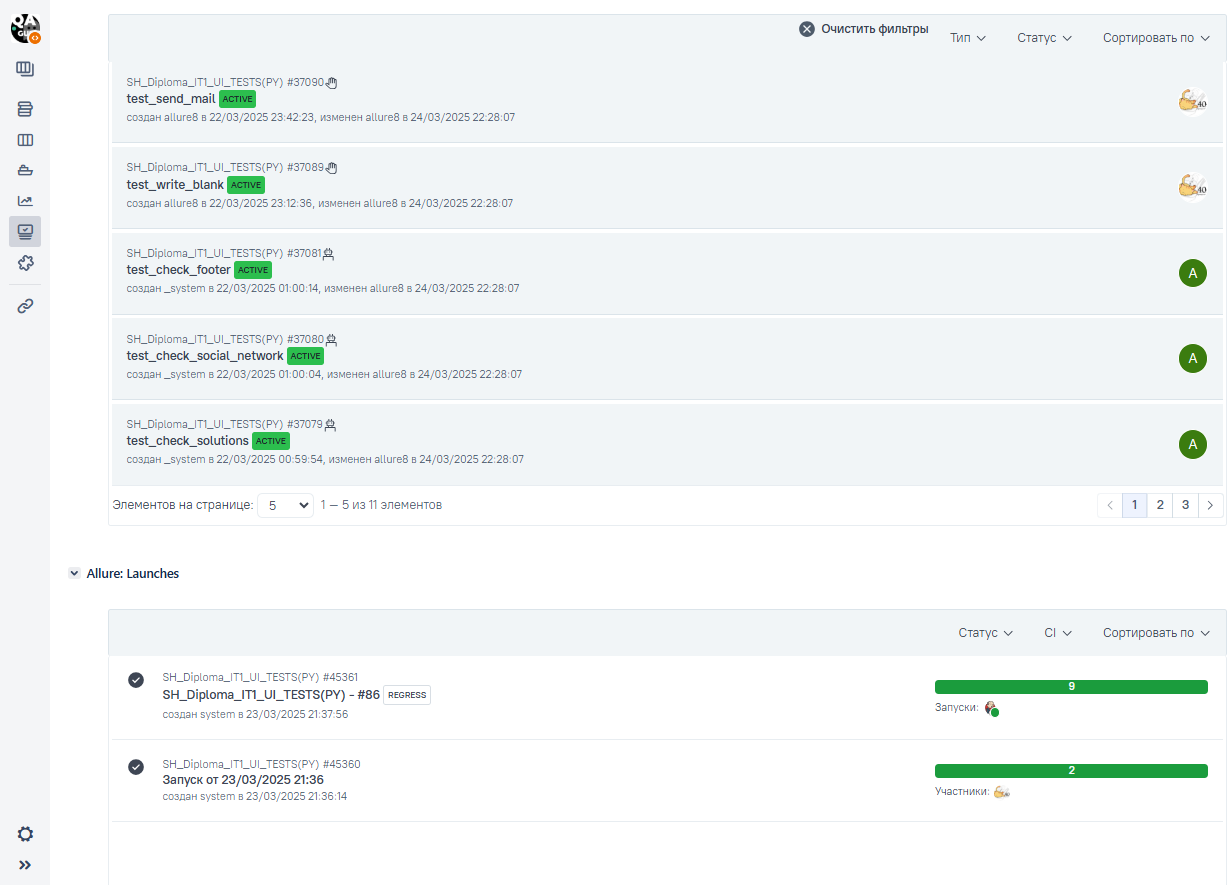 Очистить фильтры
Тип
Статус
Сортировать по
SH_Diploma_IT1_UI_TESTS(PY) #37090
test_send_mail ACTIVE
создан allure8 в 22/03/2025 23:42:23, изменен allure8 в 24/03/2025 22:28:07
SH_Diploma_IT1_UI_TESTS(PY) #37089
test_write_blank ACTIVE
создан allure8 в 22/03/2025 23:12:36, изменен allure8 в 24/03/2025 22:28:07
SH_Diploma_IT1_UI_TESTS(PY) #37081
test_check_footer ACTIVE
создан _system в 22/03/2025 01:00:14, изменен allure8 в 24/03/2025 22:28:07
A
SH_Diploma_IT1_UI_TESTS(PY) #37080
test_check_social_network ACTIVE
создан _system в 22/03/2025 01:00:04, изменен allure8 в 24/03/2025 22:28:07
A
SH_Diploma_IT1_UI_TESTS(PY) #37079
test_check_solutions ACTIVE
создан _system в 22/03/2025 00:59:54, изменен allure8 в 24/03/2025 22:28:07
A
Элементов на странице: 5 1 — 5 из 11 элементов
1 2 3
Allure: Launches
Статус
CI
Сортировать по
SH_Diploma_IT1_UI_TESTS(PY) #45361
SH_Diploma_IT1_UI_TESTS(PY) - #86 REGRESS
создан system в 23/03/2025 21:37:56
9
Запуски:
SH_Diploma_IT1_UI_TESTS(PY) #45360
Запуск от 23/03/2025 21:36
создан system в 23/03/2025 21:36:14
2
Участники: